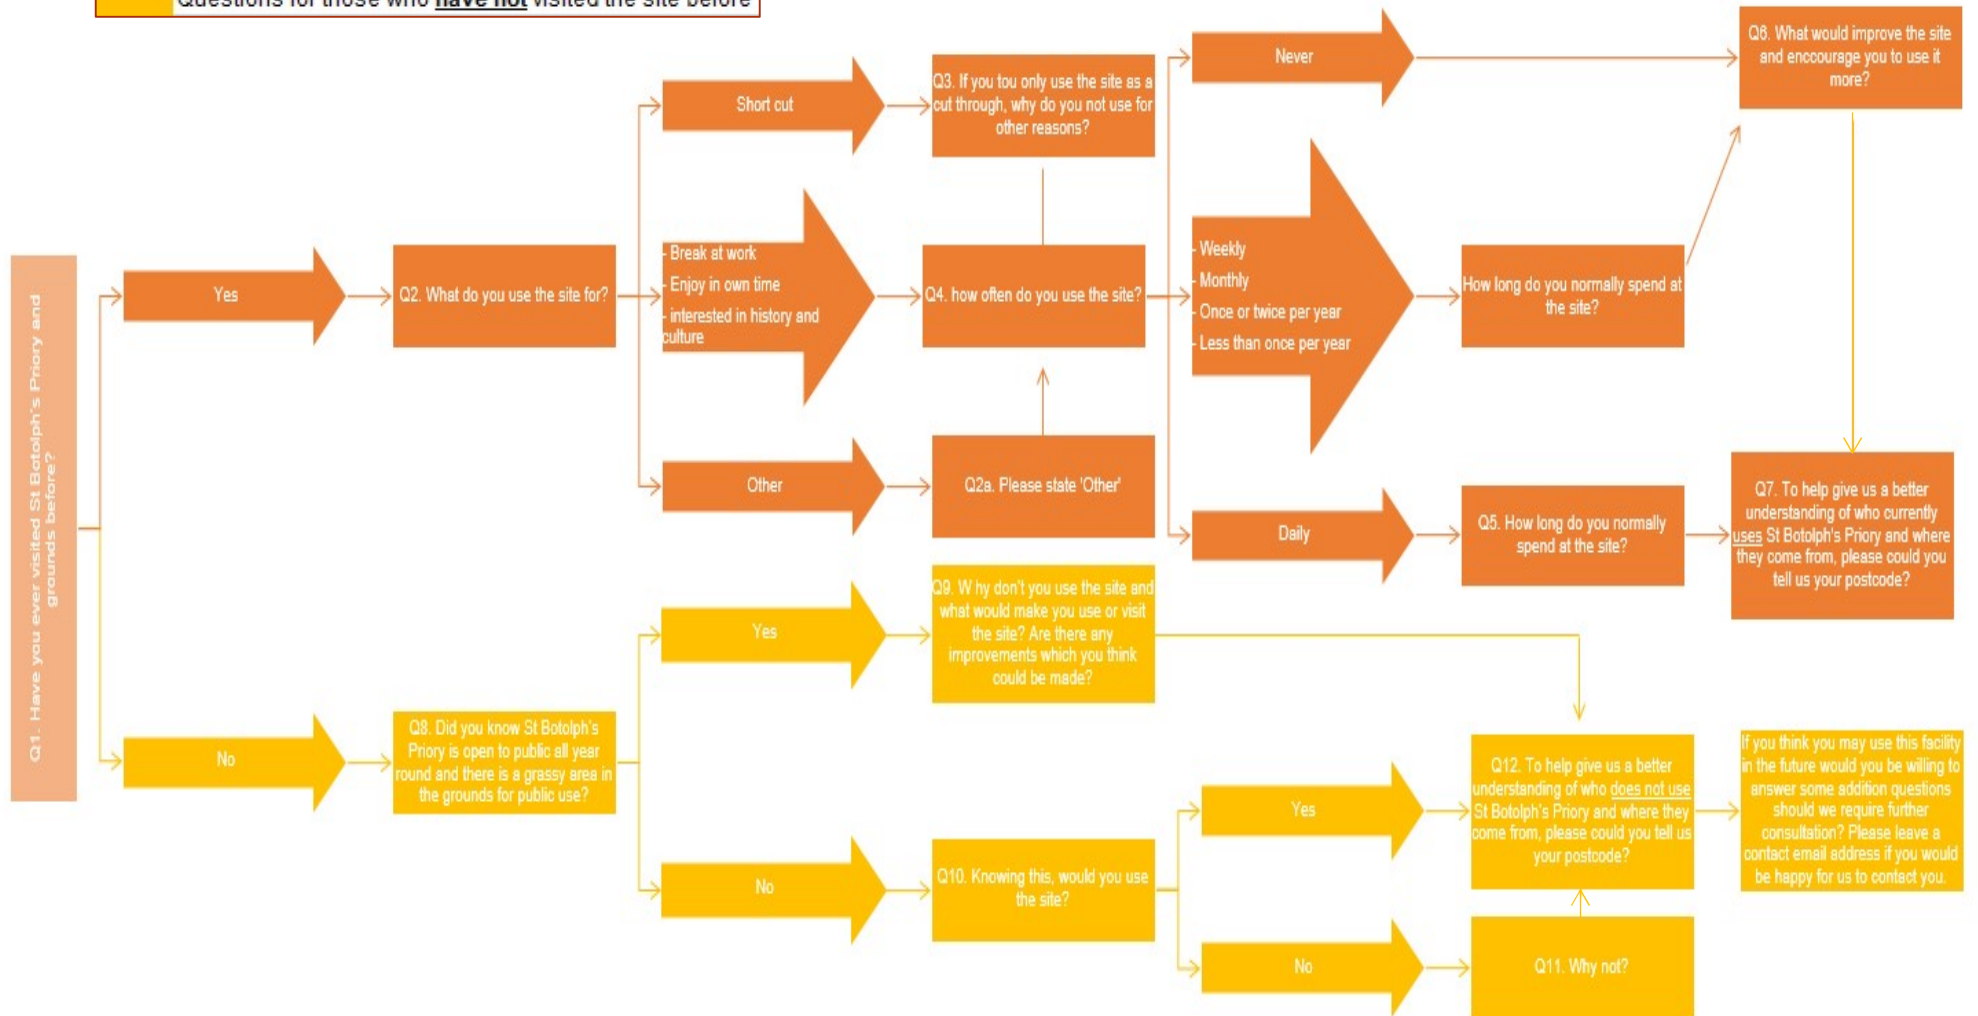 Questions for those who have not visited the site before
Q1. Have you ever visited St Botolph's Priory and
grounds before?
Yes
Q2. What do you use the site for?
Short cut
Q3. If you tou only use the site as a
cut through, why do you not use for
other reasons?
- Break at work
- Enjoy in own time
- interested in history and
culture
Q4. how often do you use the site?
Other
Q2a. Please state 'Other'
Never
- Weekly
- Monthly
- Once or twice per year
- Less than once per year
How long do you normally spend at
the site?
Daily
Q5. How long do you normally
spend at the site?
Q6. What would improve the site
and enccourage you to use it
more?
Q7. To help give us a better
understanding of who currently
uses St Botolph's Priory and where
they come from, please could you
tell us your postcode?
No
Q8. Did you know St Botolph's
Priory is open to public all year
round and there is a grassy area in
the grounds for public use?
Yes
Q9. W hy don't you use the site and
what would make you use or visit
the site? Are there any
improvements which you think
could be made?
No
Q10. Knowing this, would you use
the site?
Yes
No
Q11. Why not?
Q12. To help give us a better
understanding of who does not use
St Botolph's Priory and where they
come from, please could you tell us
your postcode?
If you think you may use this facility
in the future would you be willing to
answer some addition questions
should we require further
consultation? Please leave a
contact email address if you would
be happy for us to contact you.